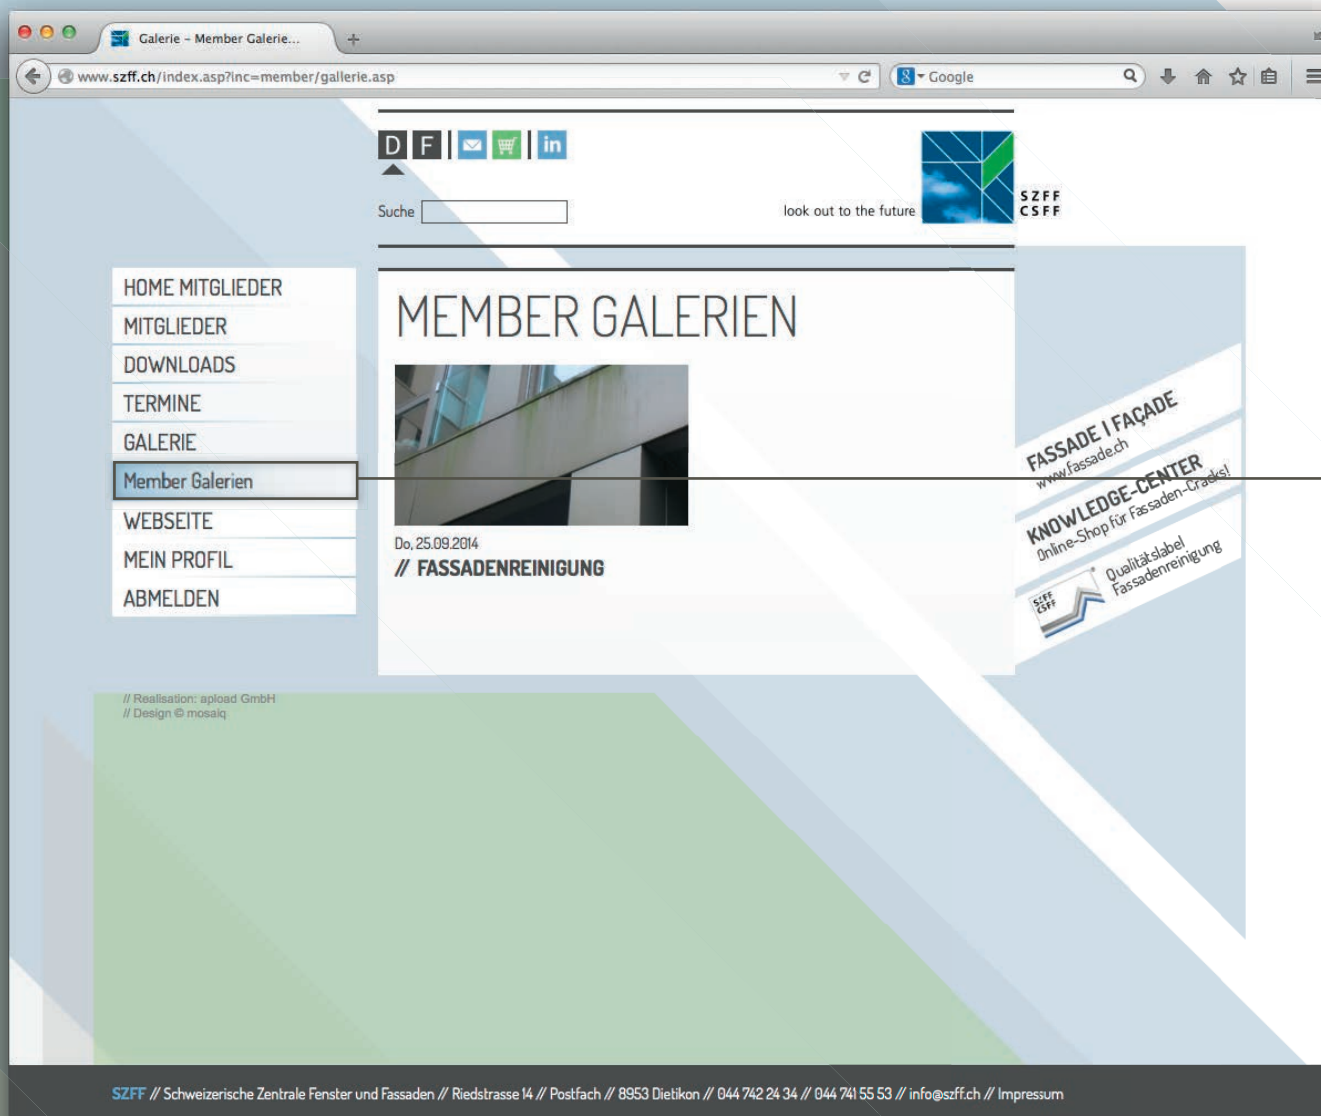 Galerie – Member Galerie...
www.szff.ch/index.asp?inc=member/gallerie.asp
Google
D F in
Suche
look out to the future
SZFF
CSFF
HOME MITGLIEDER
MITGLIEDER
DOWNLOADS
TERMINE
GALERIE
Member Galerien
WEBSEITE
MEIN PROFIL
ABMELDEN
MEMBER GALERIEN
Do, 25.09.2014
// FASSADENREINIGUNG
FASSADE | FAÇADE
www.fassade.ch
KNOWLEDGE-CENTER
Online-Shop für Fassaden-Cracks!
SZFF
CSFF
Qualitätslabel
Fassadenreinigung
// Realisation: apload GmbH
// Design © mosaiq
SZFF // Schweizerische Zentrale Fenster und Fassaden // Riedstrasse 14 // Postfach // 8953 Dietikon // 044 742 24 34 // 044 741 55 53 // info@szff.ch // Impressum